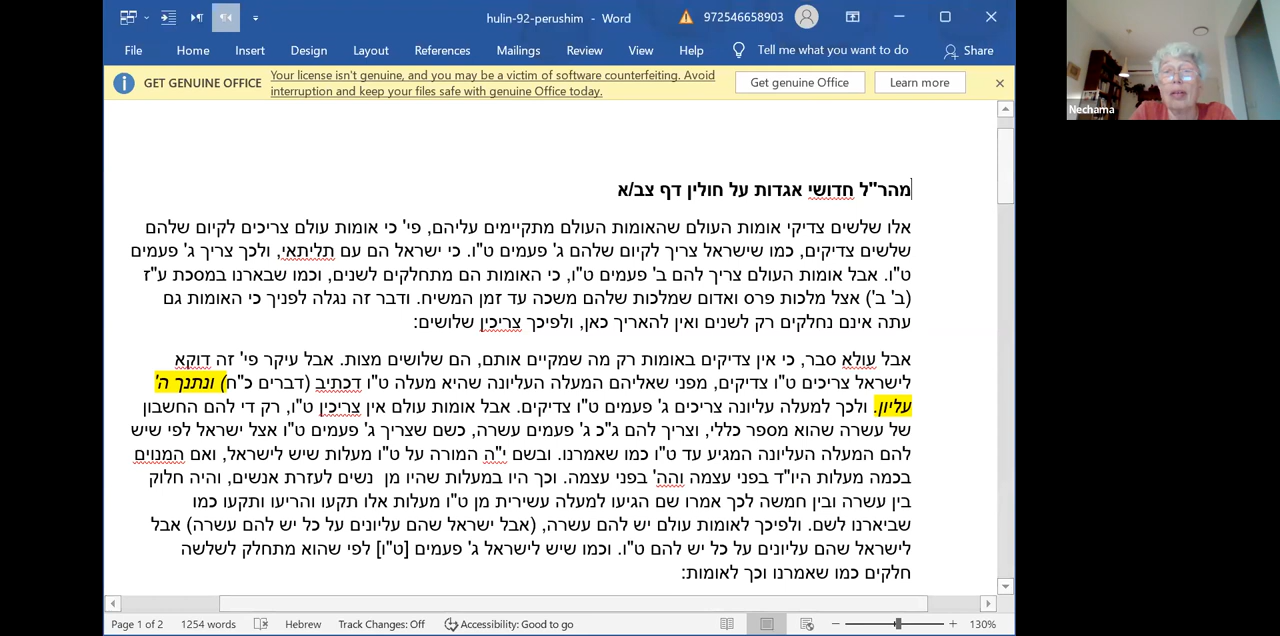 hulin-92-perushim - Word
972546658903
File Home Insert Design Layout References Mailings Review View Help Tell me what you want to do Share
GET GENUINE OFFICE Your license isn't genuine, and you may be a victim of software counterfeiting. Avoid interruption and keep your files safe with genuine Office today. Get genuine Office Learn more
Nechama
מהר"ל חדושי אגדות על חולין דף צב/א
אלו שלשים צדיקי אומות העולם שהאומות העולם מתקיימים עליהם, פי' כי אומות עולם צריכים לקיום שלהם
שלשים צדיקים, כמו שישראל צריך לקיום שלהם ג' פעמים ט"ו. כי ישראל הם עם תליתאי, ולכך צריך ג' פעמים
ט"ו. אבל אומות העולם צריך להם ב' פעמים ט"ו, כי האומות הם מתחלקים לשנים, וכמו שבארנו במסכת ע"ז
(ב' ב') אצל מלכות פרס ואדום שמלכות שלהם משכה עד זמן המשיח. ודבר זה נגלה לפניך כי האומות גם
עתה אינם נחלקים רק לשנים ואין להאריך כאן, ולפיכך צריכין שלושים:
אבל עולא סבר, כי אין צדיקים באומות רק מה שמקיים אותם, הם שלושים מצות. אבל עיקר פי' זה דוקא
לישראל צריכים ט"ו צדיקים, מפני שאליהם המעלה העליונה שהיא מעלה ט"ו דכתיב (דברים כ"ח) ונתנך ה'
עליון. ולכך למעלה עליונה צריכים ג' פעמים ט"ו צדיקים. אבל אומות עולם אין צריכין ט"ו, רק די להם החשבון
של עשרה שהוא מספר כללי, וצריך להם ג"כ ג' פעמים עשרה, כשם שצריך ג' פעמים ט"ו אצל ישראל לפי שיש
להם המעלה העליונה המגיע עד ט"ו כמו שאמרנו. ובשם י"ה המורה על ט"ו מעלות שיש לישראל, ואם המנוים
בכמה מעלות היו"ד בפני עצמה והה' בפני עצמה. וכך היו במעלות שהיו מן נשים לעזרת אנשים, והיה חלוק
בין עשרה ובין חמשה לכך אמרו שם הגיעו למעלה עשירית מן ט"ו מעלות אלו תקעו והריעו ותקעו כמו
שביארנו לשם. ולפיכך לאומות עולם יש להם עשרה, (אבל ישראל שהם עליונים על כל יש להם עשרה) אבל
לישראל שהם עליונים על כל יש להם ט"ו. וכמו שיש לישראל ג' פעמים [ט"ו] לפי שהוא מתחלק לשלשה
חלקים כמו שאמרנו וכך לאומות:
Page 1 of 2 1254 words Hebrew Track Changes: Off Accessibility: Good to go 130%